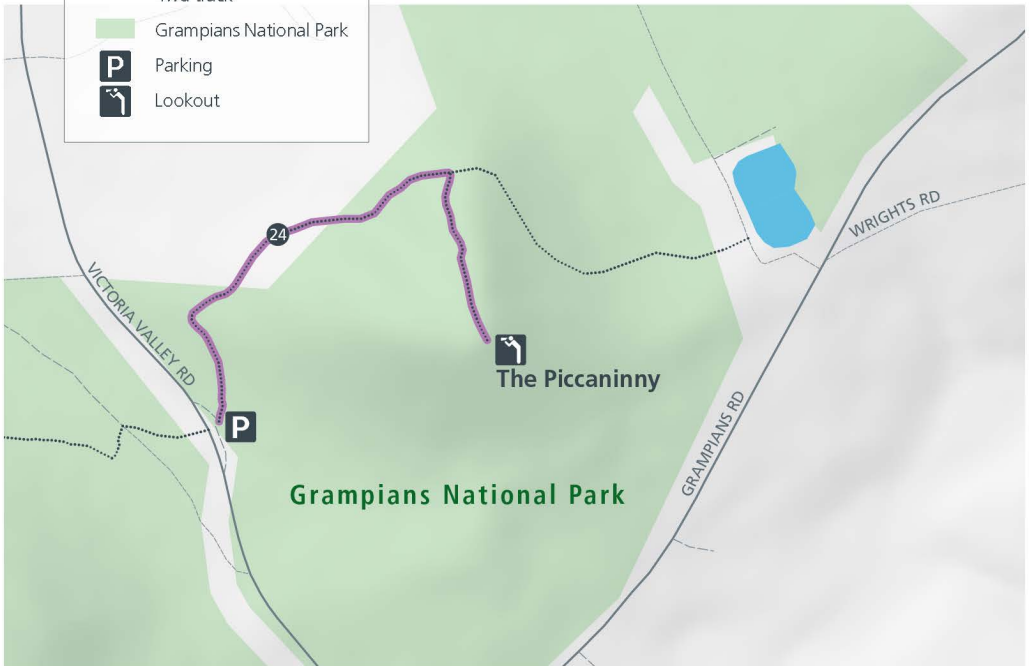 Grampians National Park
P
Parking
Lookout
24
WRIGHTS RD
VICTORIA VALLEY RD
The Piccaninny
P
GRAMPIANS RD
Grampians National Park